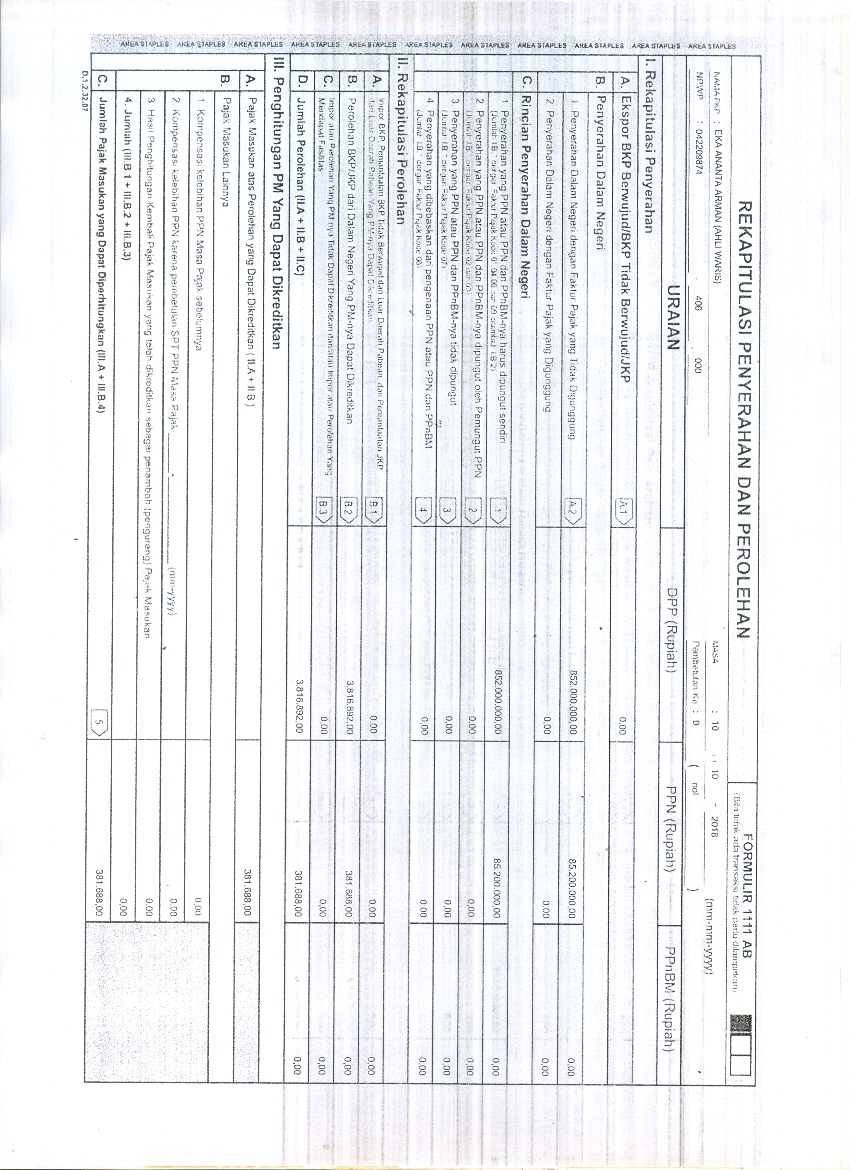 AREA STAPLES AREA STAPLES AREA STAPLES AREA STAPLES AREA STAPLES AREA STAPLES AREA STAPLES AREA STAPLES AREA STAPLES AREA STAPLES AREA STAPLES
REKAPITULASI PENYERAHAN DAN PEROLEHAN
FORMULIR 1111 AB
NAMA PKP : EKA ANANTA ARMAN (AHLI WARIS)
MASA : 10 10 - 2016 (mm-mm-yyyy)
NPWP : 042209874 406 000
Pembetulan Ke : 0 ( nol )
URAIAN DPP (Rupiah) PPN (Rupiah) PPnBM (Rupiah)
I. Rekapitulasi Penyerahan
A. Ekspor BKP Berwujud/BKP Tidak Berwujud/JKP A.1 0,00
B. Penyerahan Dalam Negeri
1. Penyerahan Dalam Negeri dengan Faktur Pajak yang Tidak Digunggung A.2 852.000.000,00 85.200.000,00 0,00
2. Penyerahan Dalam Negeri dengan Faktur Pajak yang Digunggung 0,00 0,00 0,00
C. Rincian Penyerahan Dalam Negeri
1 Penyerahan yang PPN atau PPN dan PPnBM-nya harus dipungut sendiri 1 852.000.000,00 85.200.000,00 0,00
2 Penyerahan yang PPN atau PPN dan PPnBM-nya dipungut oleh Pemungut PPN 2 0,00 0,00 0,00
3 Penyerahan yang PPN atau PPN dan PPnBM-nya tidak dipungut 3 0,00 0,00 0,00
(Jumlah I.B.1 dengan Faktur Pajak Kode 07)
4. Penyerahan yang dibebaskan dari pengenaan PPN atau PPN dan PPnBM 4 0,00 0,00 0,00
(Jumlah I.B.1 dengan Faktur Pajak Kode 08)
II. Rekapitulasi Perolehan
A. Impor BKP, Pemanfaatan BKP Tidak Berwujud dari Luar Daerah Pabean dan Pemanfaatan JKP B.1 0,00 0,00 0,00
dari Luar Daerah Pabean Yang PM-nya Dapat Dikreditkan
B. Perolehan BKP/JKP dari Dalam Negeri Yang PM-nya Dapat Dikreditkan B.2 3.816.892,00 381.688,00 0,00
C. Impor atau Perolehan Yang PM-nya Tidak Dapat Dikreditkan dan/atau Impor atau Perolehan Yang B.3 0,00 0,00 0,00
Mendapat Fasilitas
D. Jumlah Perolehan (II.A + II.B + II.C) 3.816.892,00 381.688,00 0,00
III. Penghitungan PM Yang Dapat Dikreditkan
A. Pajak Masukan atas Perolehan yang Dapat Dikreditkan ( II.A + II.B ) 381.688,00
B. Pajak Masukan Lainnya
1 Kompensasi kelebihan PPN Masa Pajak sebelumnya 0,00
2. Kompensasi kelebihan PPN karena pembetulan SPT PPN Masa Pajak - (mm-yyyy) 0,00
3. Hasil Penghitungan Kembali Pajak Masukan yang telah dikreditkan sebagai penambah (pengurang) Pajak Masukan 0,00
4. Jumlah (III.B.1 + III.B.2 + III.B.3) 0,00
C. Jumlah Pajak Masukan yang Dapat Diperhitungkan (III.A + III.B.4) 5 381.688,00
D.1.2.32.07